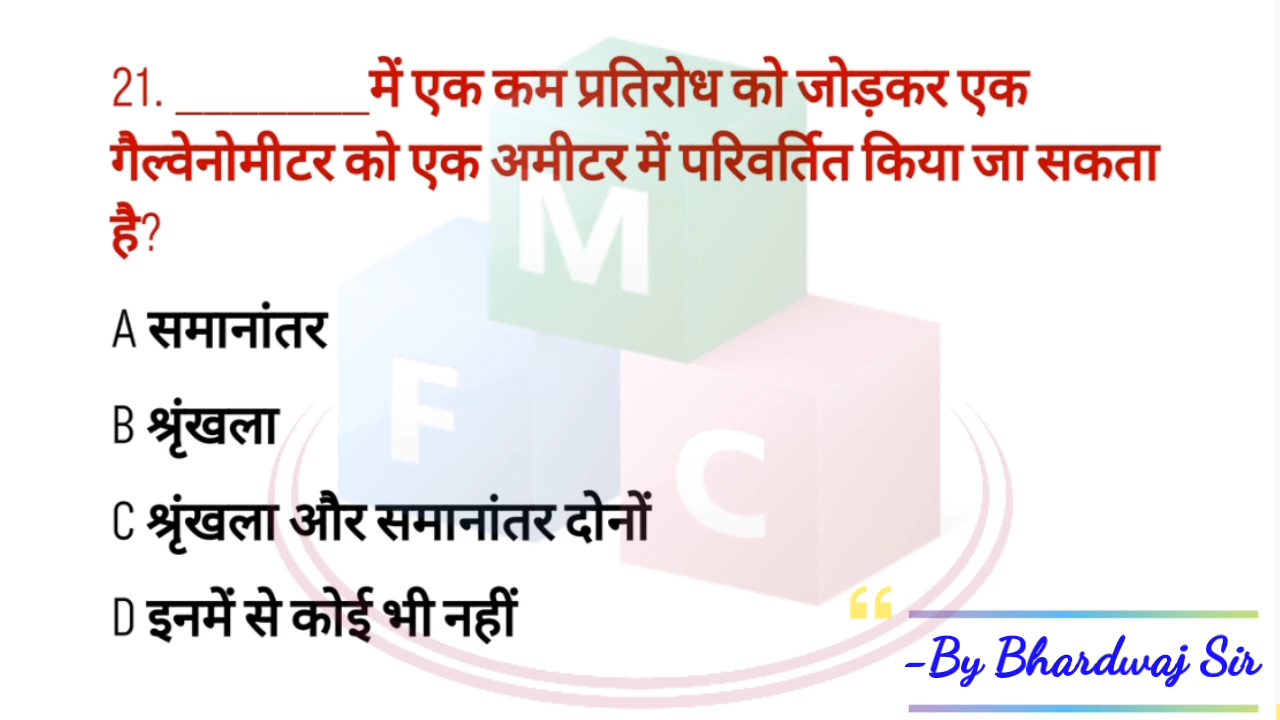 21. _______में एक कम प्रतिरोध को जोड़कर एक
गैल्वेनोमीटर को एक अमीटर में परिवर्तित किया जा सकता
है?
A समानांतर
B श्रृंखला
C श्रृंखला और समानांतर दोनों
D इनमें से कोई भी नहीं
M
F
C
“
-By Bhardwaj Sir